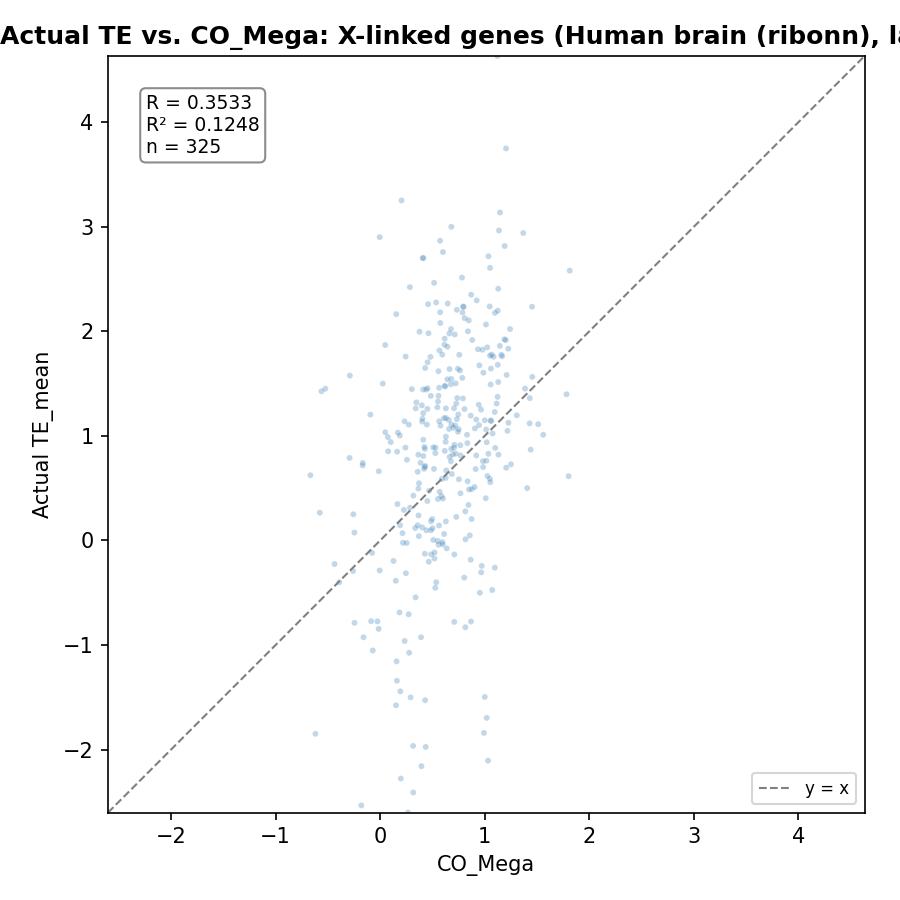 Actual TE vs. CO_Mega: X-linked genes (Human brain (ribonn),
R = 0.3533
R² = 0.1248
n = 325
4
3
2
1
0
−1
−2
Actual TE_mean
y = x
−2
−1
0
1
2
3
4
CO_Mega